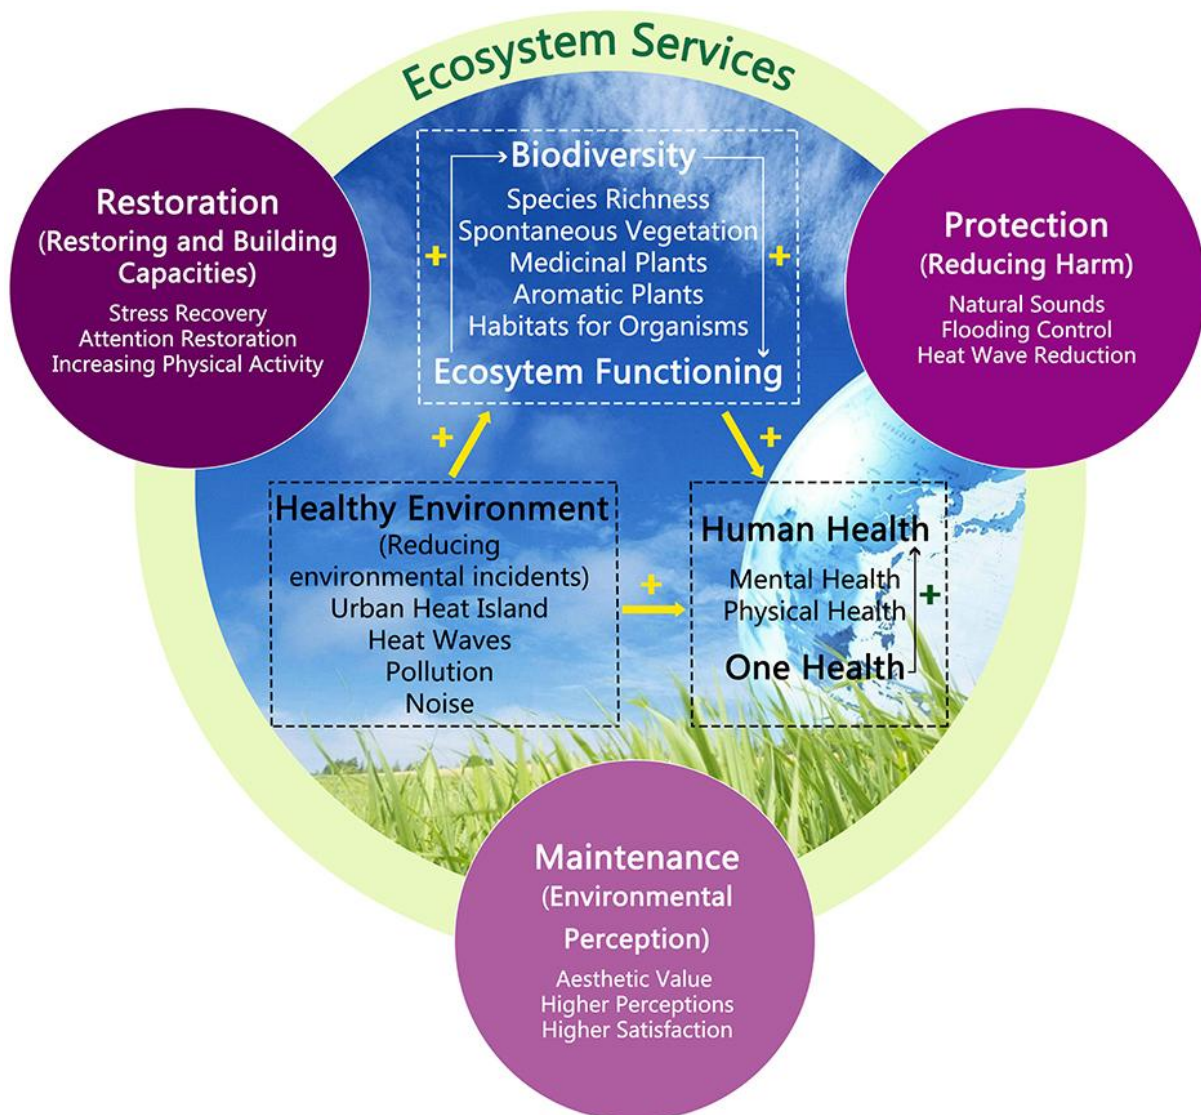 Ecosystem Services
Restoration
(Restoring and Building
Capacities)
Stress Recovery
Attention Restoration
Increasing Physical Activity
Biodiversity
Species Richness
Spontaneous Vegetation
Medicinal Plants
Aromatic Plants
Habitats for Organisms
Ecosytem Functioning
+
+
Protection
(Reducing Harm)
Natural Sounds
Flooding Control
Heat Wave Reduction
+
+
Healthy Environment
(Reducing
environmental incidents)
Urban Heat Island
Heat Waves
Pollution
Noise
+
Human Health
Mental Health
Physical Health
One Health
+
Maintenance
(Environmental
Perception)
Aesthetic Value
Higher Perceptions
Higher Satisfaction